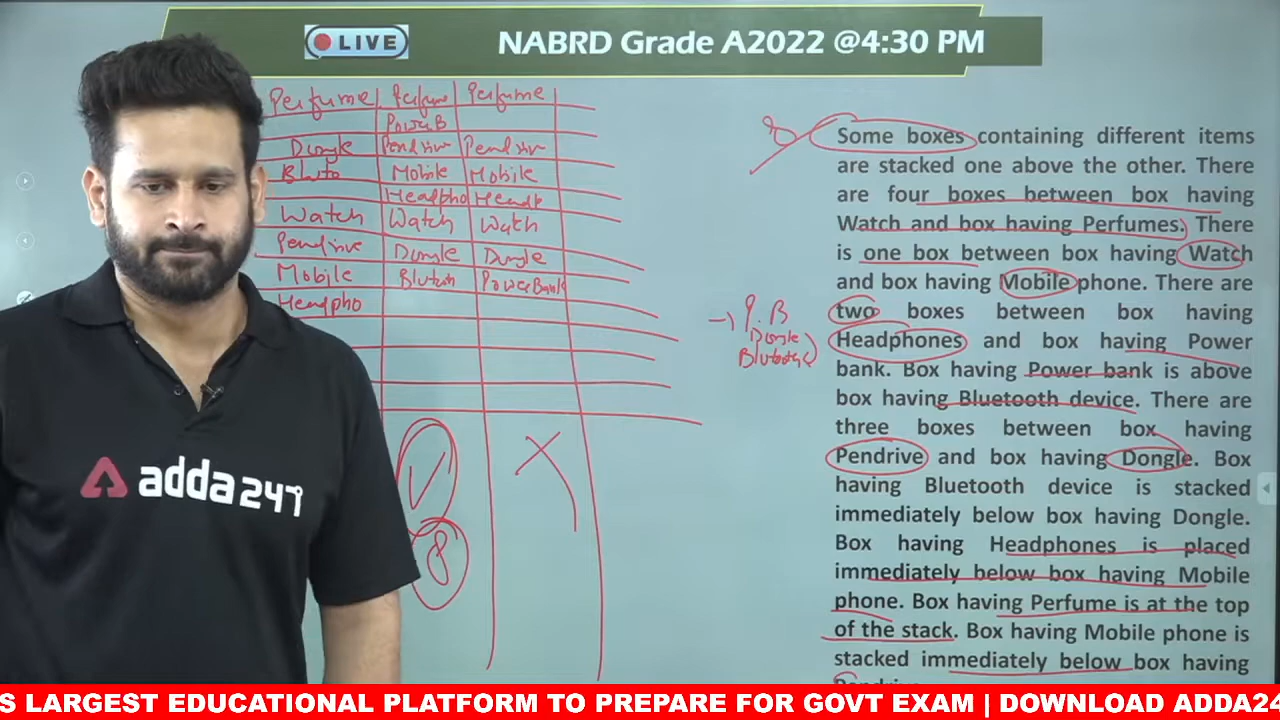 LIVE
NABRD Grade A2022 @4:30 PM
Perfume Perfume Perfume
PowerB
Dongle Pendrive Pendrive
Bluto Mobile Mobile
Headpho Headp
Watch Watch Watch
Pendrive Dongle Dongle
Mobile Blutooth PowerBank
Headpho
8
P.B
Dongle
Bluetooth
8
Some boxes containing different items
are stacked one above the other. There
are four boxes between box having
Watch and box having Perfumes. There
is one box between box having Watch
and box having Mobile phone. There are
two boxes between box having
Headphones and box having Power
bank. Box having Power bank is above
box having Bluetooth device. There are
three boxes between box having
Pendrive and box having Dongle. Box
having Bluetooth device is stacked
immediately below box having Dongle.
Box having Headphones is placed
immediately below box having Mobile
phone. Box having Perfume is at the top
of the stack. Box having Mobile phone is
stacked immediately below box having
Pendrive
adda247
S LARGEST EDUCATIONAL PLATFORM TO PREPARE FOR GOVT EXAM | DOWNLOAD ADDA24